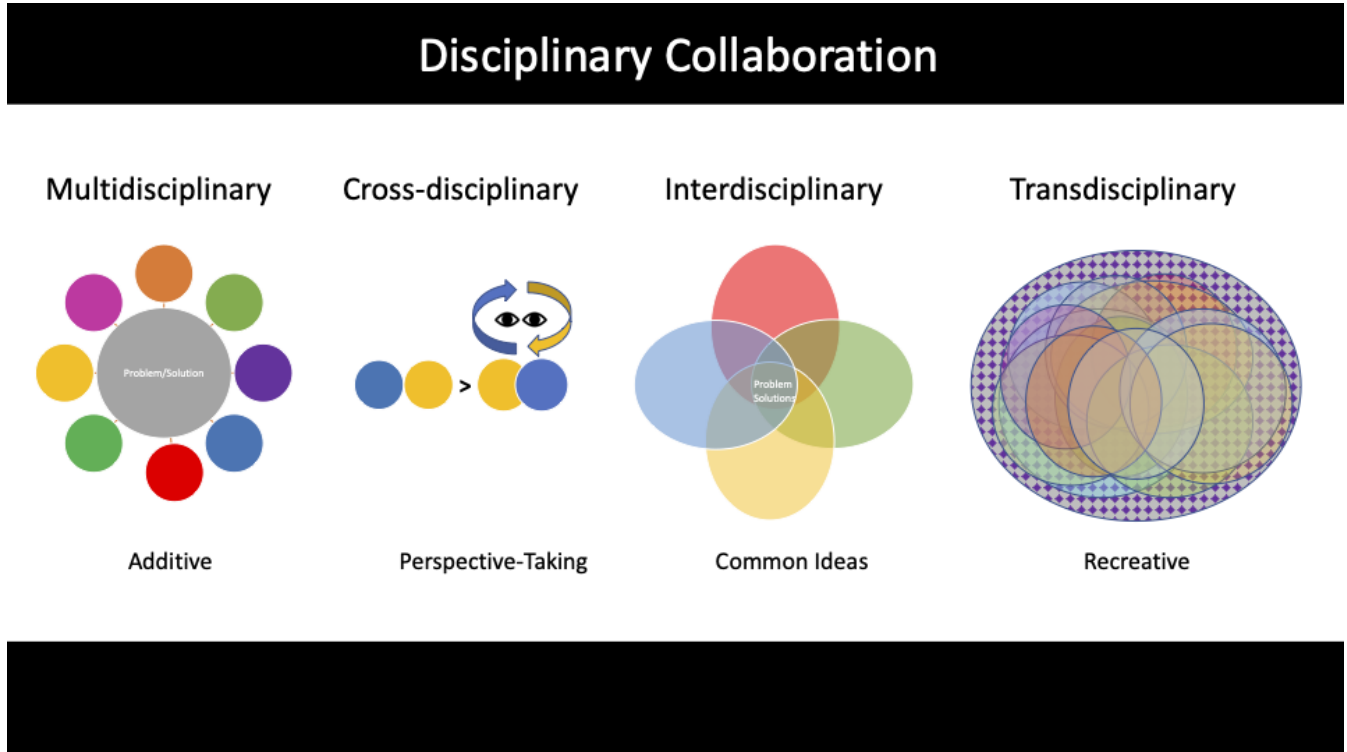 Disciplinary Collaboration
Multidisciplinary
Cross-disciplinary
Interdisciplinary
Transdisciplinary
Problem/Solution
>
Problem
Solutions
Additive
Perspective-Taking
Common Ideas
Recreative